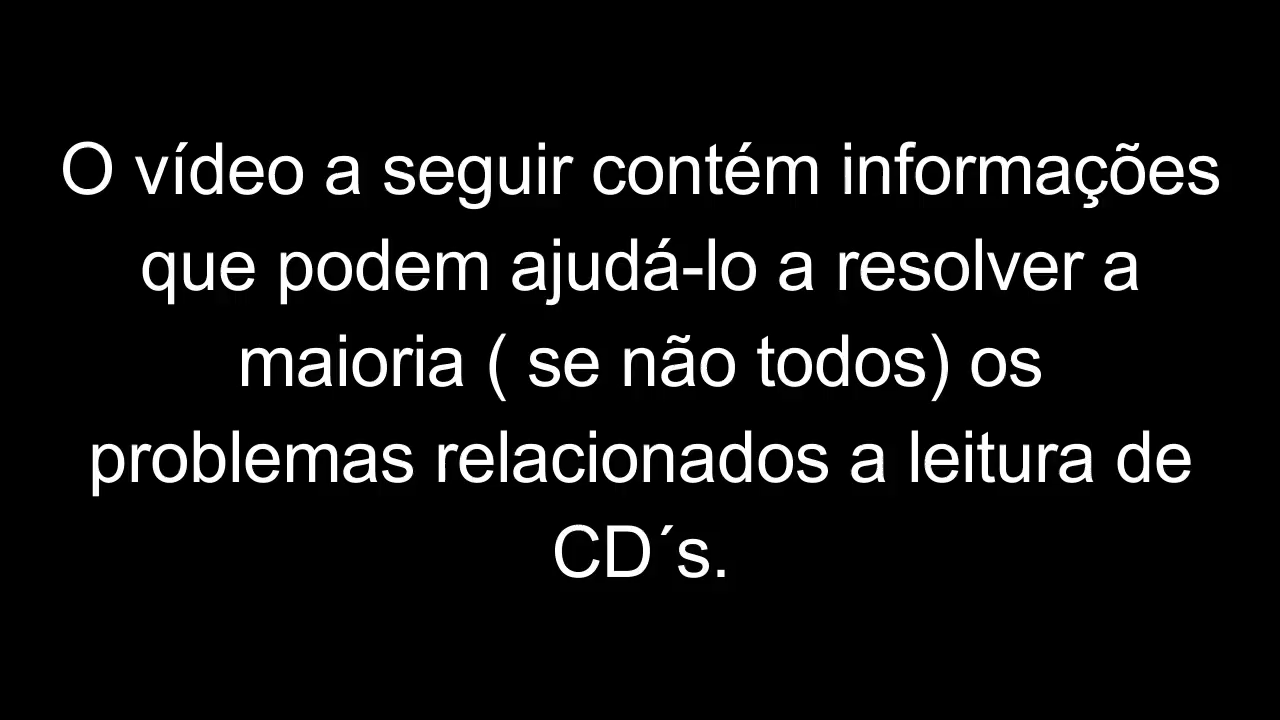 O vídeo a seguir contém informações
que podem ajudá-lo a resolver a
maioria ( se não todos) os
problemas relacionados a leitura de
CD´s.